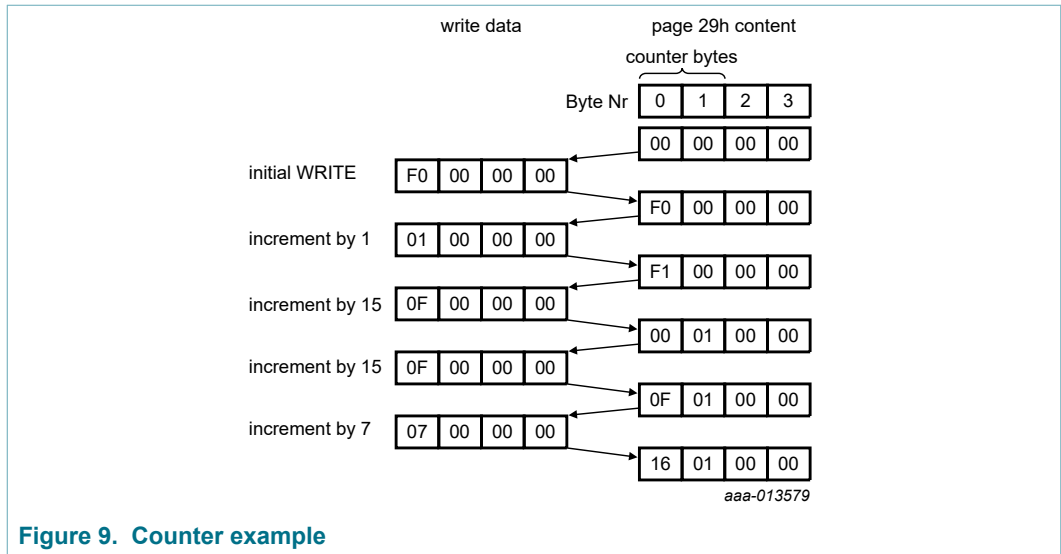 write data page 29h content
counter bytes
Byte Nr 0 1 2 3
00 00 00 00
initial WRITE F0 00 00 00
F0 00 00 00
increment by 1 01 00 00 00
F1 00 00 00
increment by 15 0F 00 00 00
00 01 00 00
increment by 15 0F 00 00 00
0F 01 00 00
increment by 7 07 00 00 00
16 01 00 00
aaa-013579
Figure 9. Counter example